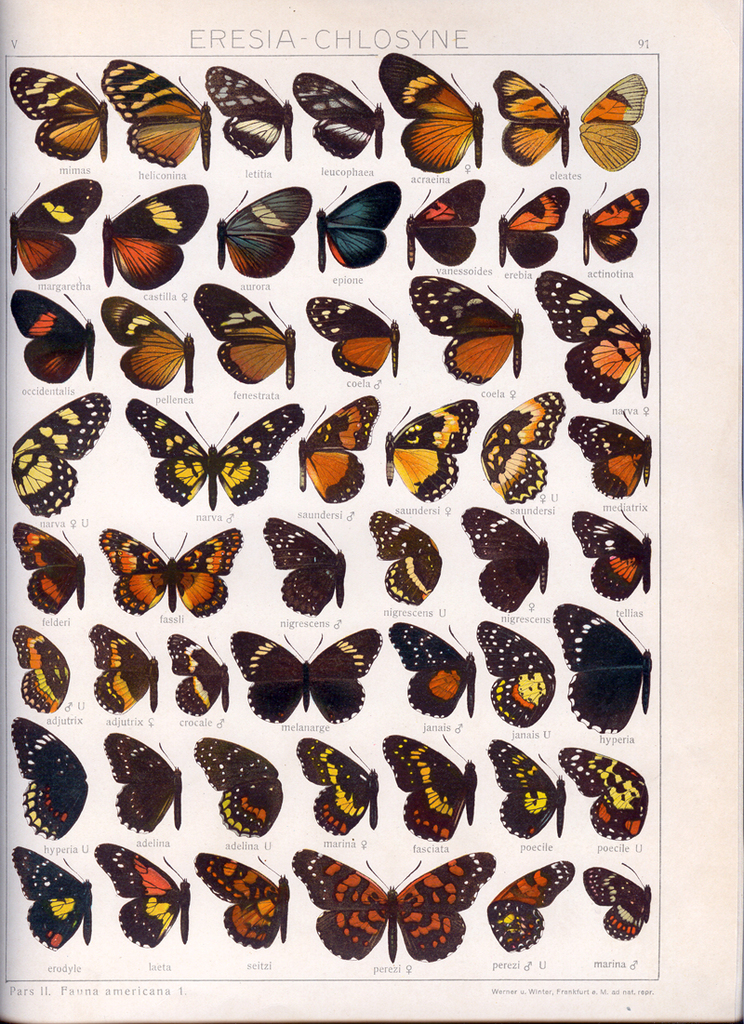 V ERESIA-CHLOSYNE 91
mimas heliconina letitia leucophaea acraeina ♀ eleates
margaretha castilla ♀ aurora epione vanessoides erebia actinotina
occidentalis pellenea fenestrata coela ♂ coela ♀ narva ♀
narva ♀ U narva ♂ saundersi ♂ saundersi ♀ saundersi ♀ U mediatrix
felderi fassli nigrescens ♂ nigrescens U nigrescens ♀ tellias
adjutrix ♂ U adjutrix ♀ crocale ♂ melanarge janais ♂ janais U hyperia
hyperia U adelina adelina U marina ♀ fasciata poecile poecile U
erodyle laeta seitzi perezi ♀ perezi ♂ U marina ♂
Pars II. Fauna americana 1. Werner u. Winter, Frankfurt a. M. ad nat. repr.